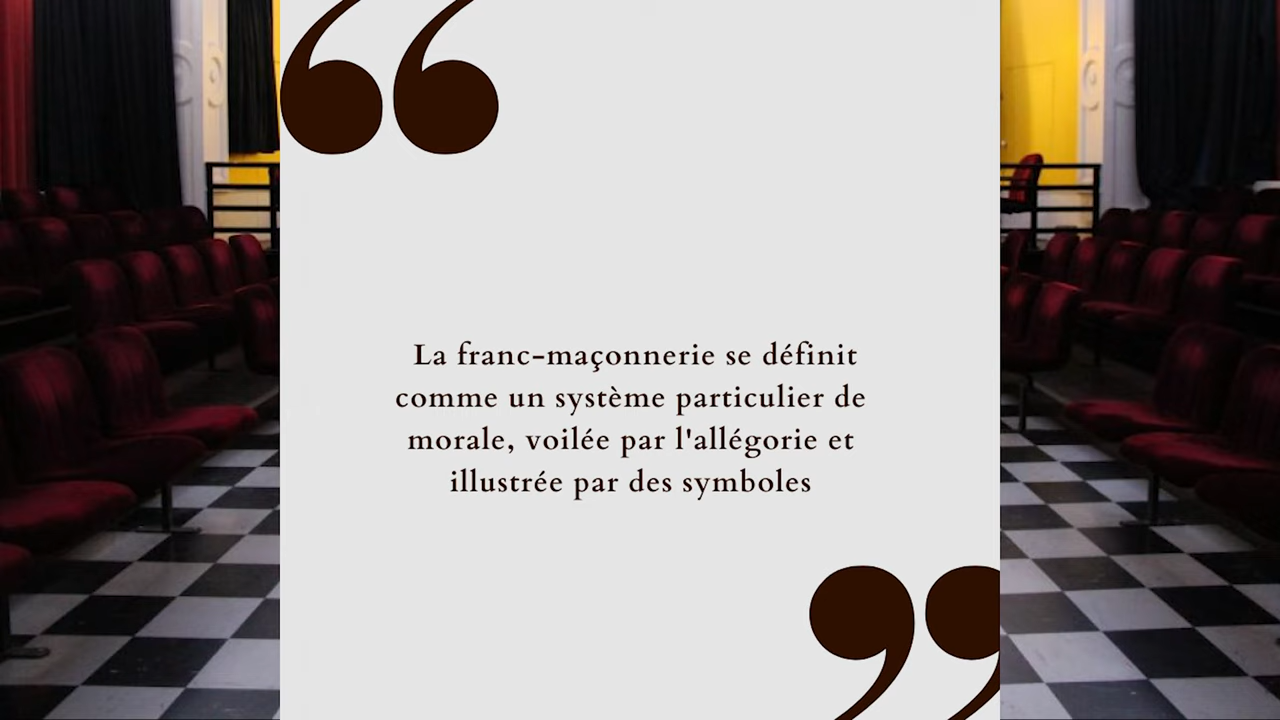 La franc-maçonnerie se définit
comme un système particulier de
morale, voilée par l'allégorie et
illustrée par des symboles